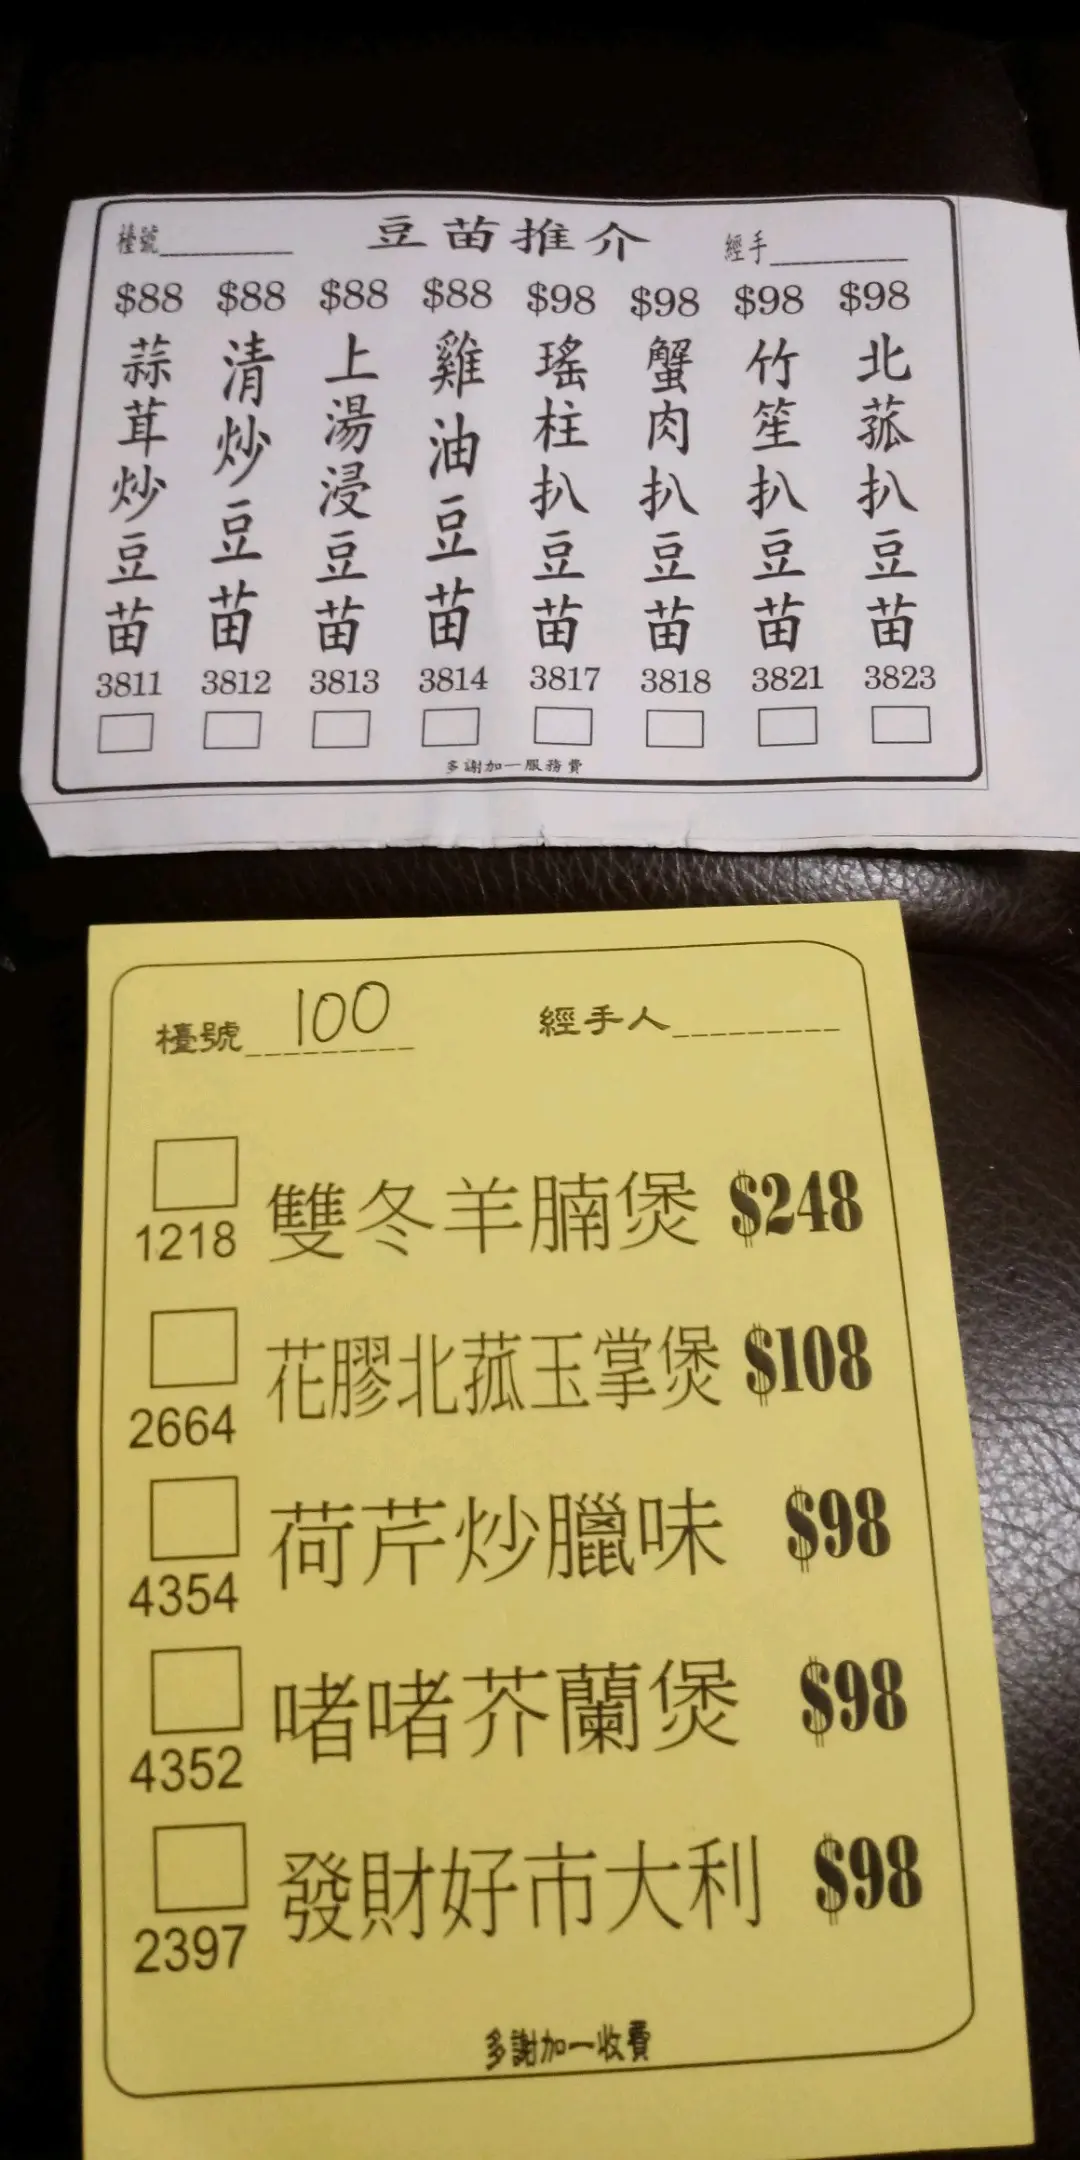 檯號 豆苗推介 經手
$88 $88 $88 $88 $98 $98 $98 $98
蒜茸炒豆苗
清炒豆苗
上湯浸豆苗
雞油豆苗
瑤柱扒豆苗
蟹肉扒豆苗
竹笙扒豆苗
北菰扒豆苗
3811 3812 3813 3814 3817 3818 3821 3823
多謝加一服務費
檯號 100 經手人
1218 雙冬羊腩煲 $248
2664 花膠北菰玉掌煲 $108
4354 荷芹炒臘味 $98
4352 啫啫芥蘭煲 $98
2397 發財好市大利 $98
多謝加一收費